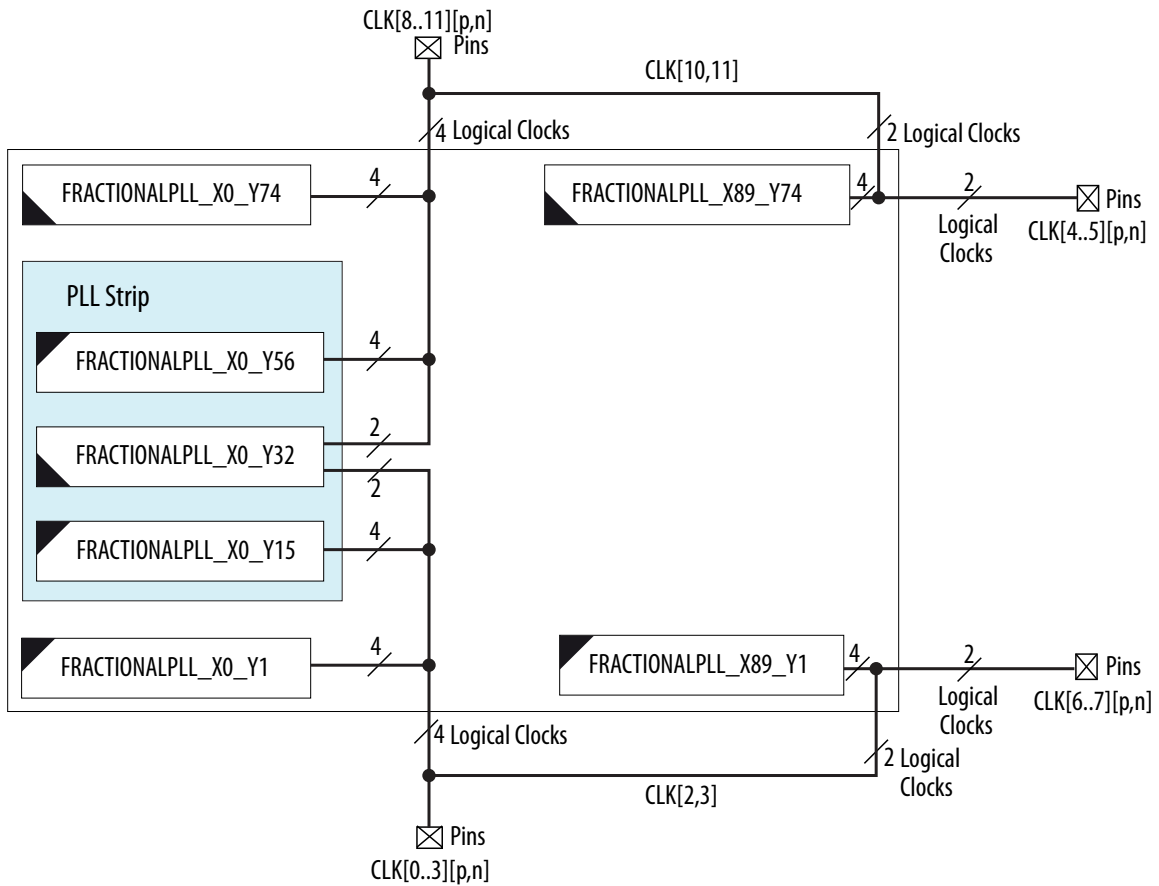 CLK[8..11][p,n]
Pins
CLK[10,11]
4 Logical Clocks
2 Logical Clocks
FRACTIONALPLL_X0_Y74
4
FRACTIONALPLL_X89_Y74
4
2
Logical
Clocks
Pins
CLK[4..5][p,n]
PLL Strip
FRACTIONALPLL_X0_Y56
4
FRACTIONALPLL_X0_Y32
2
2
FRACTIONALPLL_X0_Y15
4
FRACTIONALPLL_X0_Y1
4
FRACTIONALPLL_X89_Y1
4
2
Logical
Clocks
Pins
CLK[6..7][p,n]
4 Logical Clocks
2 Logical
Clocks
CLK[2,3]
Pins
CLK[0..3][p,n]